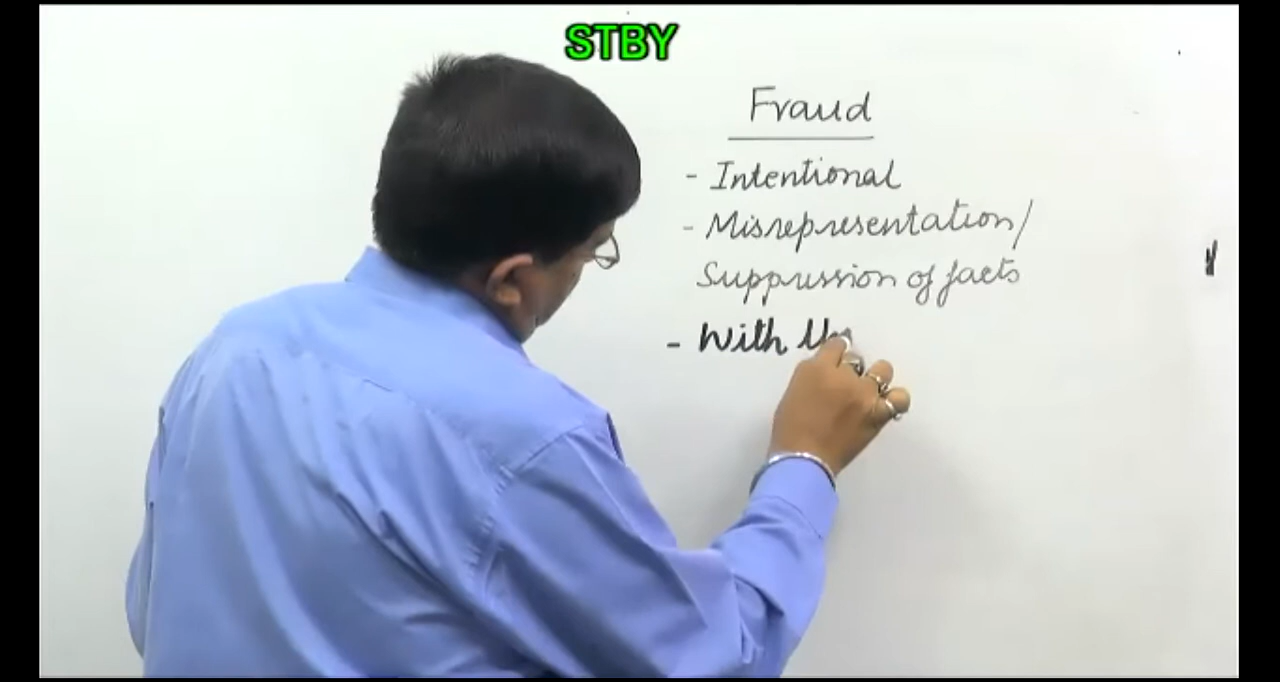 STBY
Fraud
- Intentional
- Misrepresentation/
Suppression of facts
- With